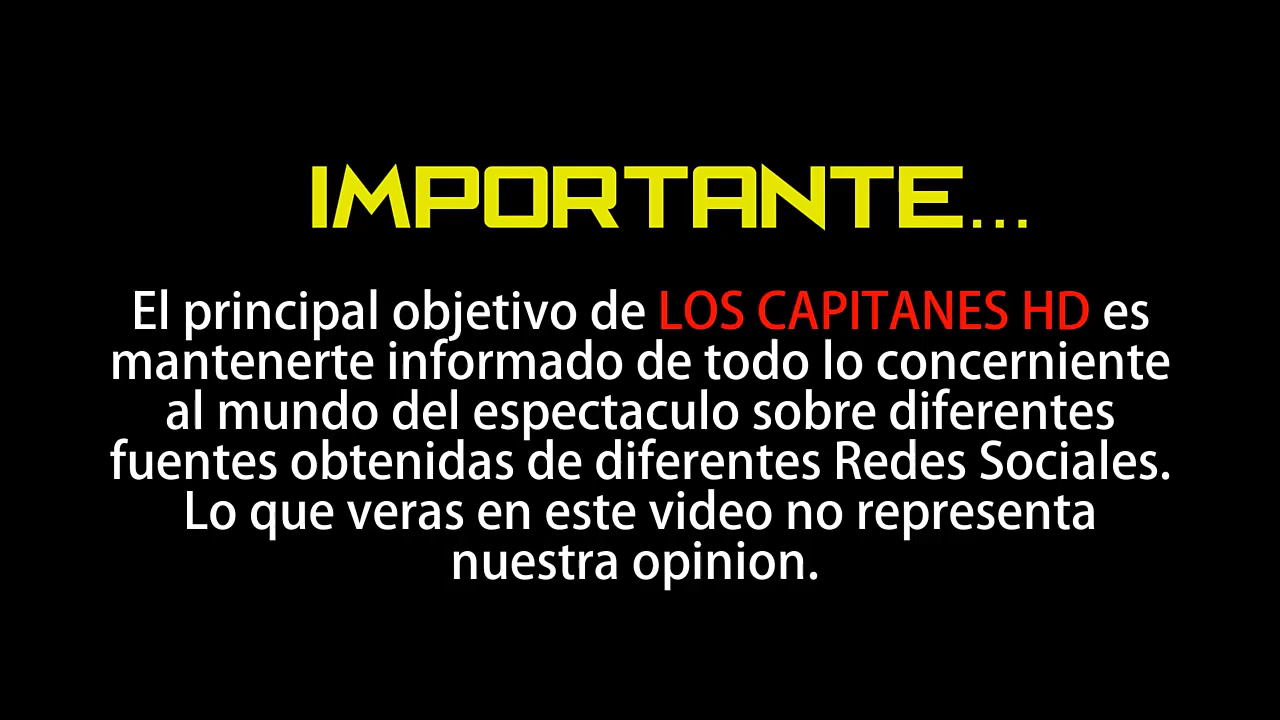 IMPORTANTE...
El principal objetivo de LOS CAPITANES HD es
mantenerte informado de todo lo concerniente
al mundo del espectaculo sobre diferentes
fuentes obtenidas de diferentes Redes Sociales.
Lo que veras en este video no representa
nuestra opinion.